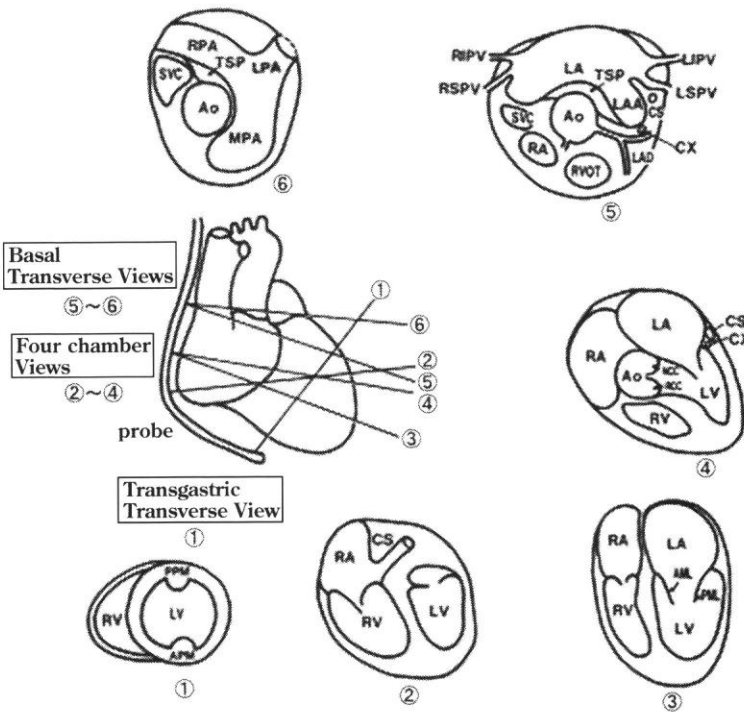 RPA
TSP
LPA
SVC
Ao
MPA
⑥
RIPV
LIPV
LA
TSP
RSPV
LSPV
LAA
CS
SVC
Ao
CX
RA
LAD
RVOT
⑤
Basal
Transverse Views
⑤~⑥
Four chamber
Views
②~④
probe
①
⑥
②
⑤
④
③
LA
CS
CX
RA
Ao
NCC
RCC
LV
RV
④
Transgastric
Transverse View
①
PPM
RV
LV
APM
①
CS
RA
RV
LV
②
RA
LA
AML
PML
RV
LV
③